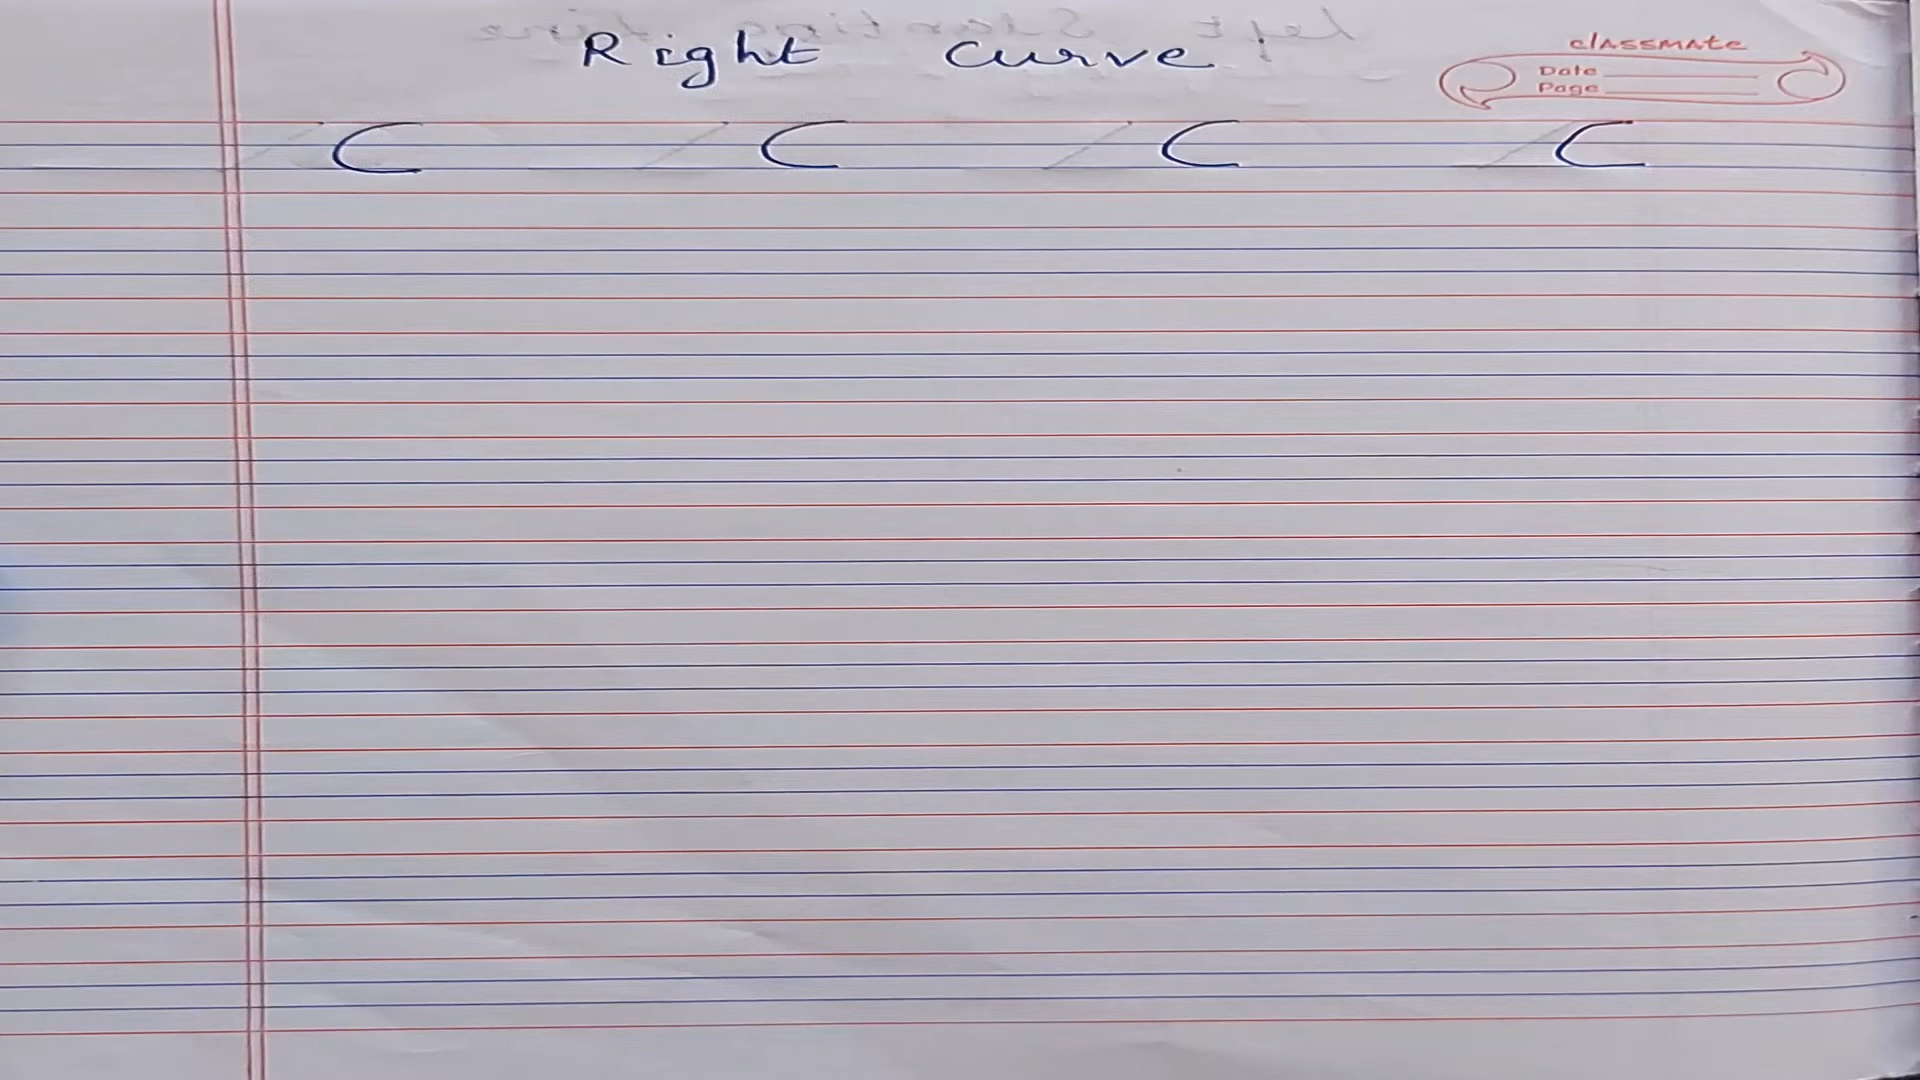 Right curve
classmate
Date
Page
C C C C